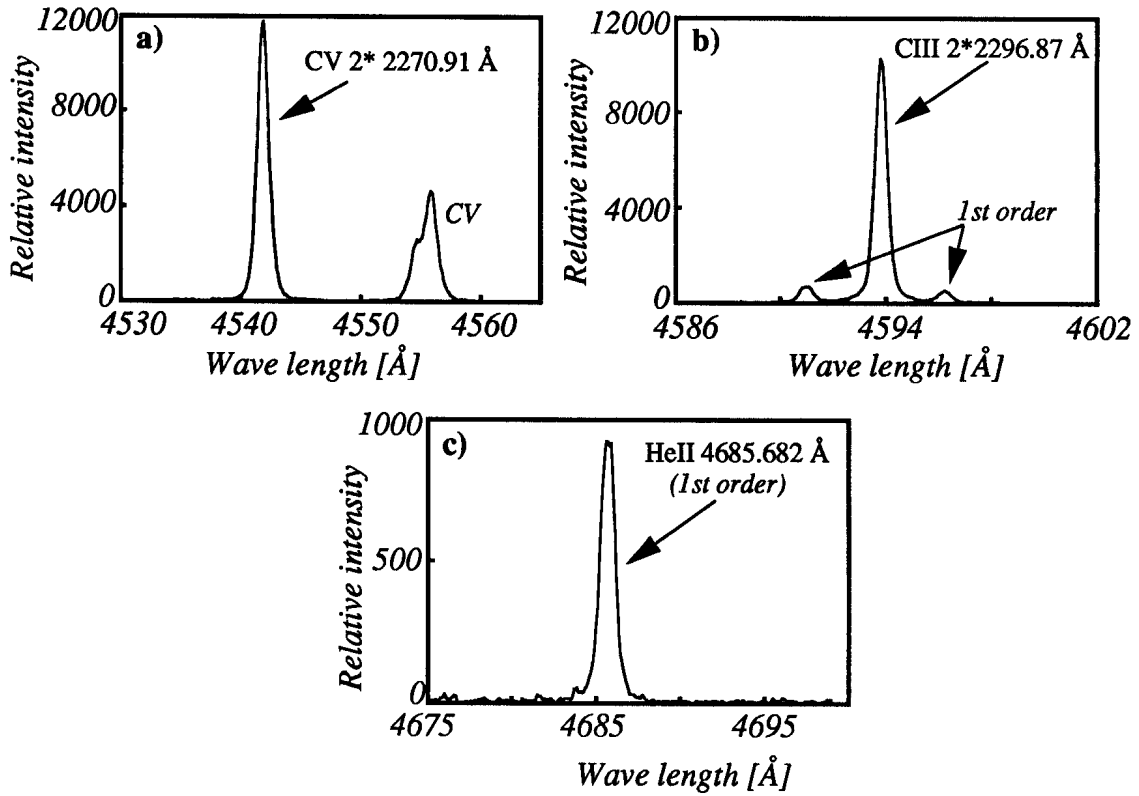 a)
CV 2* 2270.91 Å
CV
12000
8000
4000
0
4530 4540 4550 4560
Wave length [Å]
Relative intensity
b)
CIII 2*2296.87 Å
1st order
12000
8000
4000
0
4586 4594 4602
Wave length [Å]
Relative intensity
c)
HeII 4685.682 Å
(1st order)
1000
500
0
4675 4685 4695
Wave length [Å]
Relative intensity